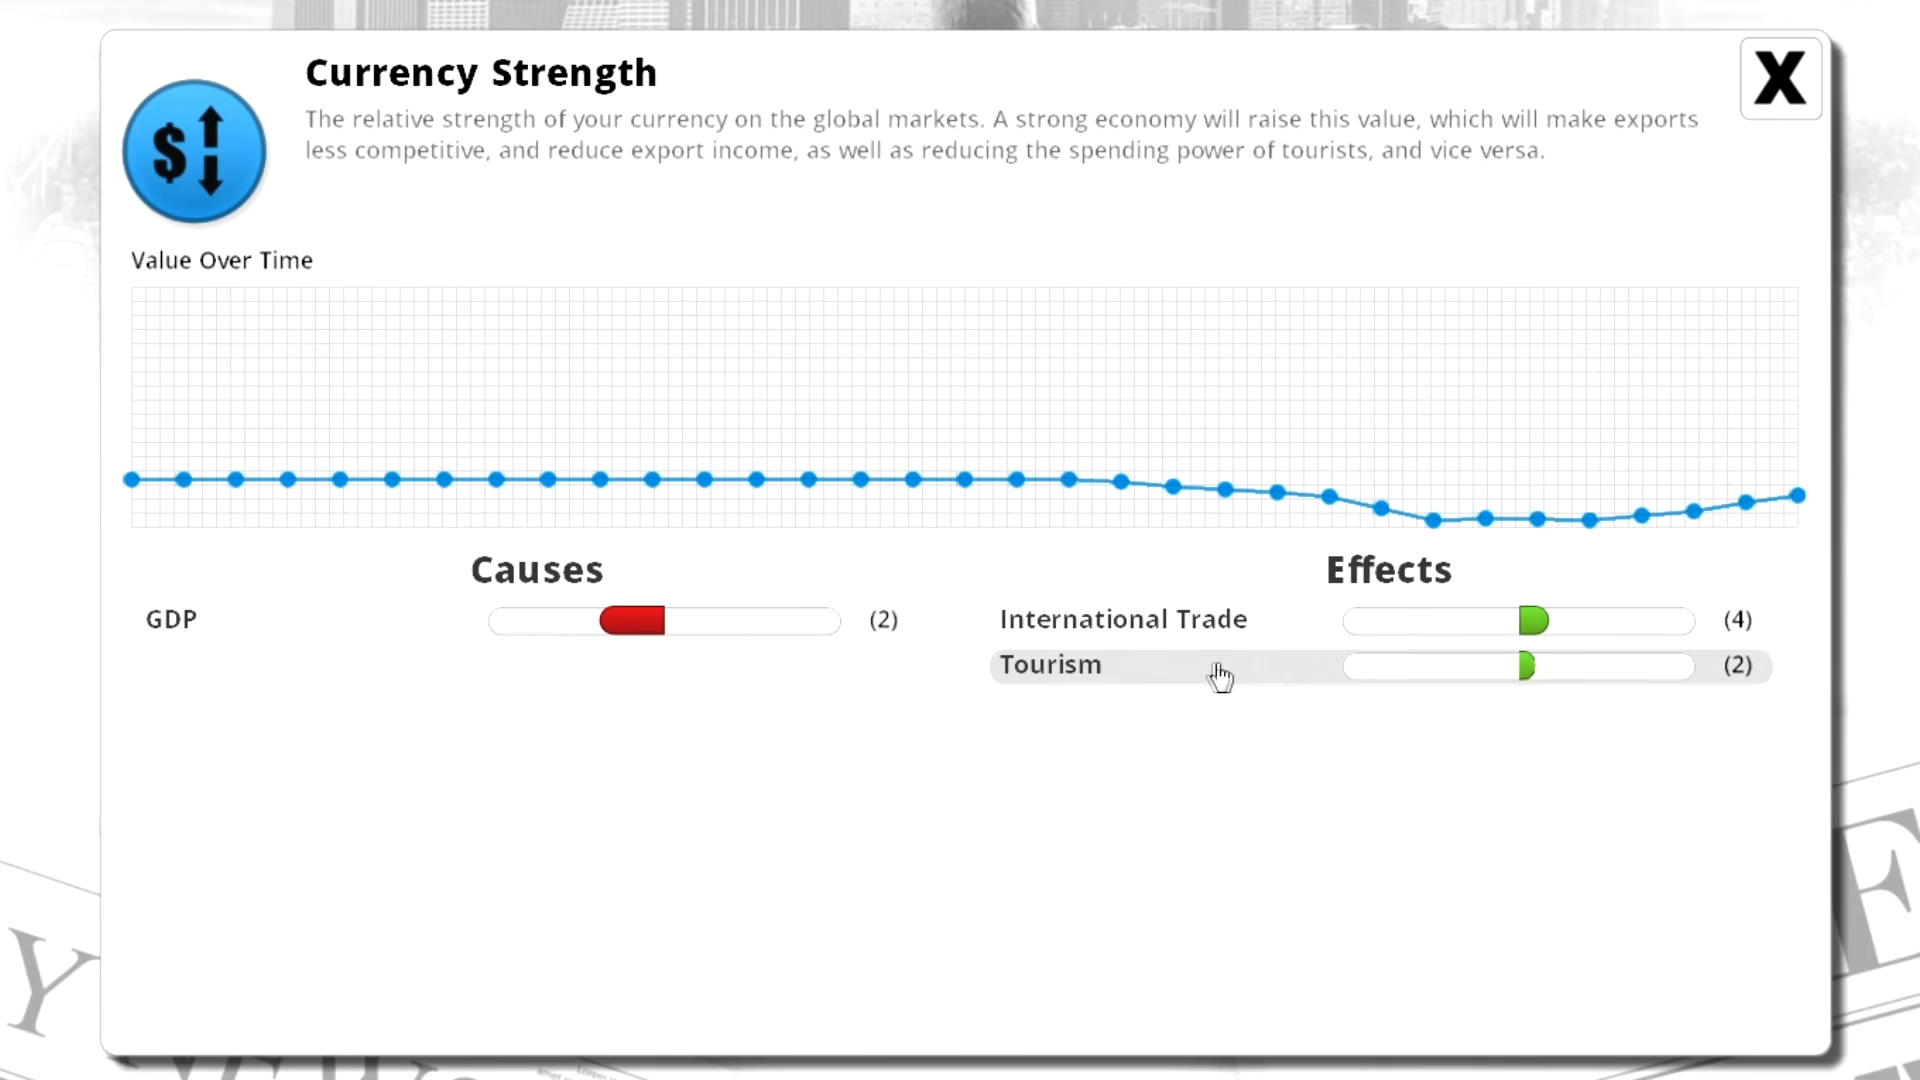 Currency Strength
The relative strength of your currency on the global markets. A strong economy will raise this value, which will make exports
less competitive, and reduce export income, as well as reducing the spending power of tourists, and vice versa.
X
$
Value Over Time
Causes
GDP (2)
Effects
International Trade (4)
Tourism (2)
Y
E